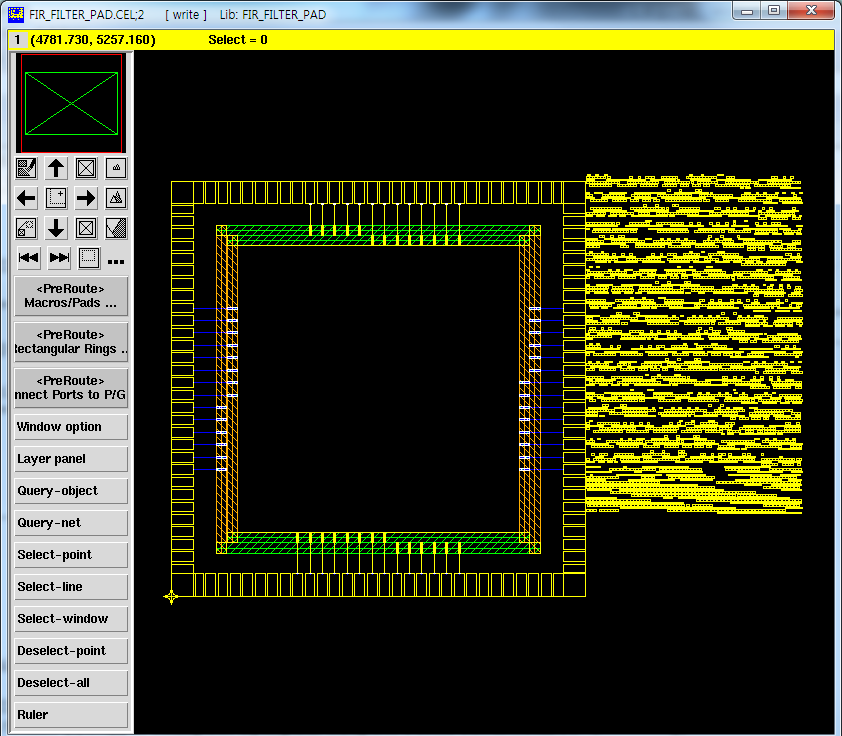 FIR_FILTER_PAD.CEL;2 [ write ] Lib: FIR_FILTER_PAD
1 (4781.730, 5257.160) Select = 0
<PreRoute>
Macros/Pads ...
<PreRoute>
Rectangular Rings ..
<PreRoute>
nnect Ports to P/G
Window option
Layer panel
Query-object
Query-net
Select-point
Select-line
Select-window
Deselect-point
Deselect-all
Ruler